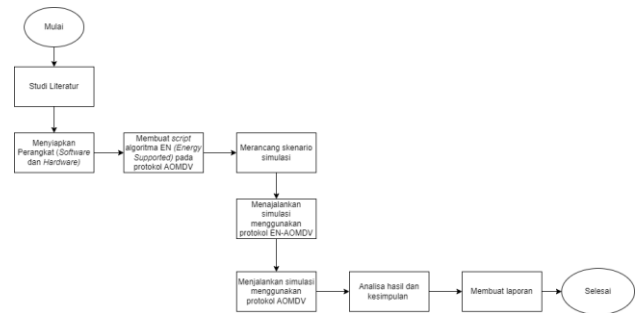 Mulai
Studi Literatur
Menyiapkan
Perangkat (Software
dan Hardware)
Membuat script
algoritma EN (Energy
Supported) pada
protokol AOMDV
Merancang skenario
simulasi
Menajalankan
simulasi
menggunakan
protokol EN-AOMDV
Menjalankan simulasi
menggunakan
protokol AOMDV
Analisa hasil dan
kesimpulan
Membuat laporan
Selesai